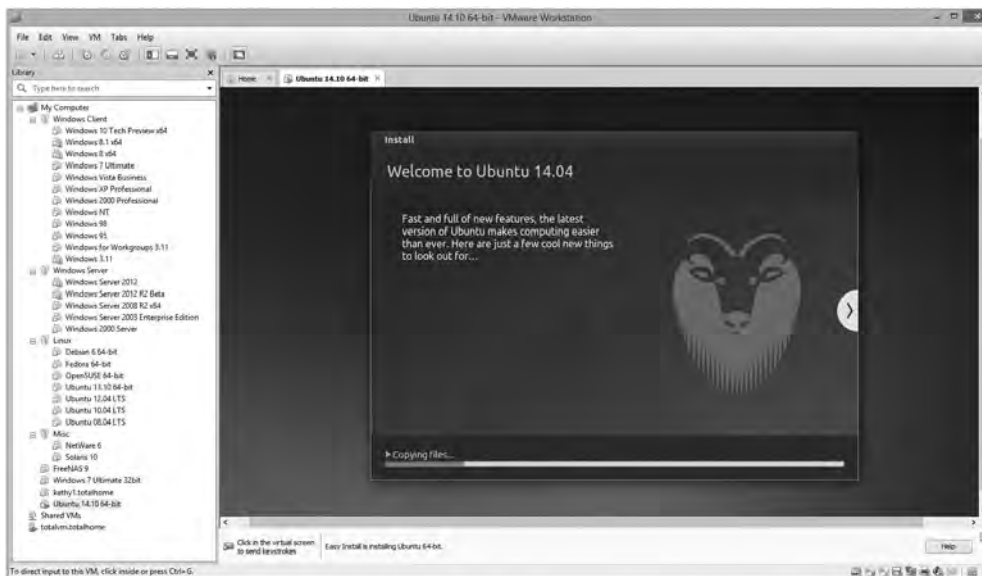 Ubuntu 14.10 64-bit - VMware Workstation
File Edit View VM Tabs Help
Library
Type here to search
My Computer
Windows Client
Windows 10 Tech Preview x64
Windows 8.1 x64
Windows 8 x64
Windows 7 Ultimate
Windows Vista Business
Windows XP Professional
Windows 2000 Professional
Windows NT
Windows 98
Windows 95
Windows for Workgroups 3.11
Windows 3.11
Windows Server
Windows Server 2012
Windows Server 2012 R2 Beta
Windows Server 2008 R2 x64
Windows Server 2003 Enterprise Edition
Windows 2000 Server
Linux
Debian 6 64-bit
Fedora 64-bit
OpenSUSE 64-bit
Ubuntu 13.10 64-bit
Ubuntu 12.04 LTS
Ubuntu 10.04 LTS
Ubuntu 08.04 LTS
Misc
NetWare 6
Solaris 10
FreeNAS 9
Windows 7 Ultimate 32bit
kathy1.totalhome
Ubuntu 14.10 64-bit
Shared VMs
totalvm.totalhome
Home
Ubuntu 14.10 64-bit
Install
Welcome to Ubuntu 14.04
Fast and full of new features, the latest
version of Ubuntu makes computing easier
than ever. Here are just a few cool new things
to look out for...
Copying files...
Click in the virtual screen
to send keystrokes
Easy Install is installing Ubuntu 64-bit.
Help
To direct input to this VM, click inside or press Ctrl+G.